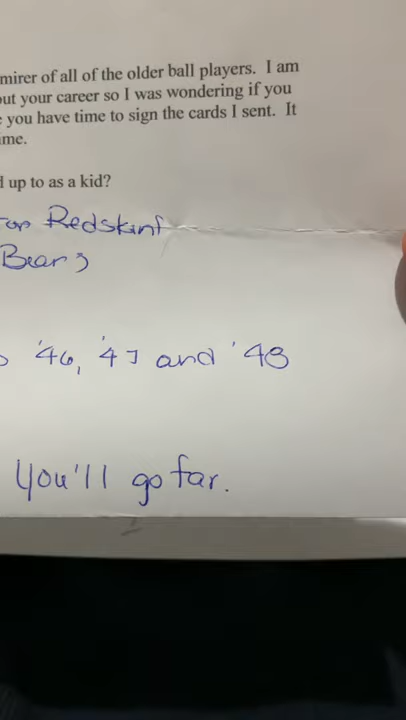 mirer of all of the older ball players. I am
out your career so I was wondering if you
you have time to sign the cards I sent. It
ime.
d up to as a kid?
Redskins
Bears
'46, '47 and '48
You'll go far.